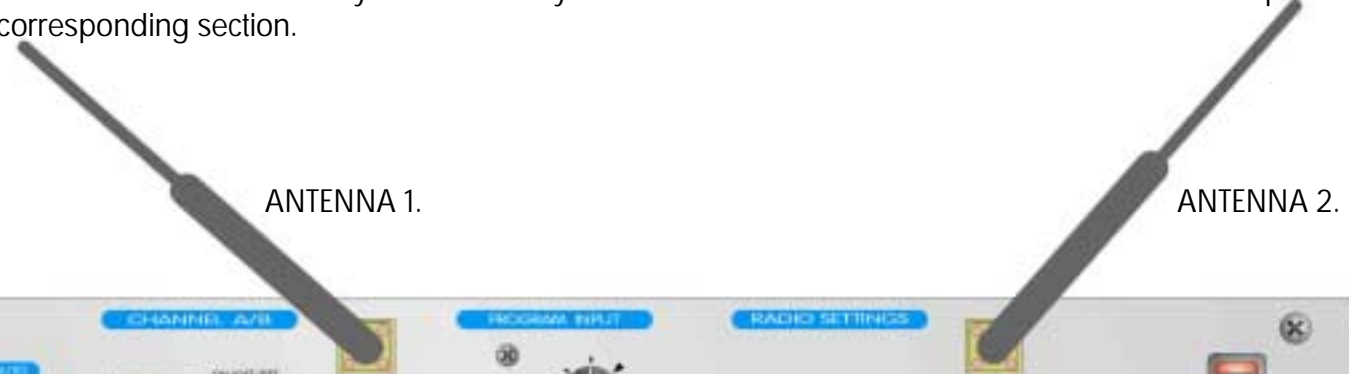 corresponding section.
ANTENNA 1.
ANTENNA 2.
CHANNEL A/B
PROGRAM INPUT
RADIO SETTINGS